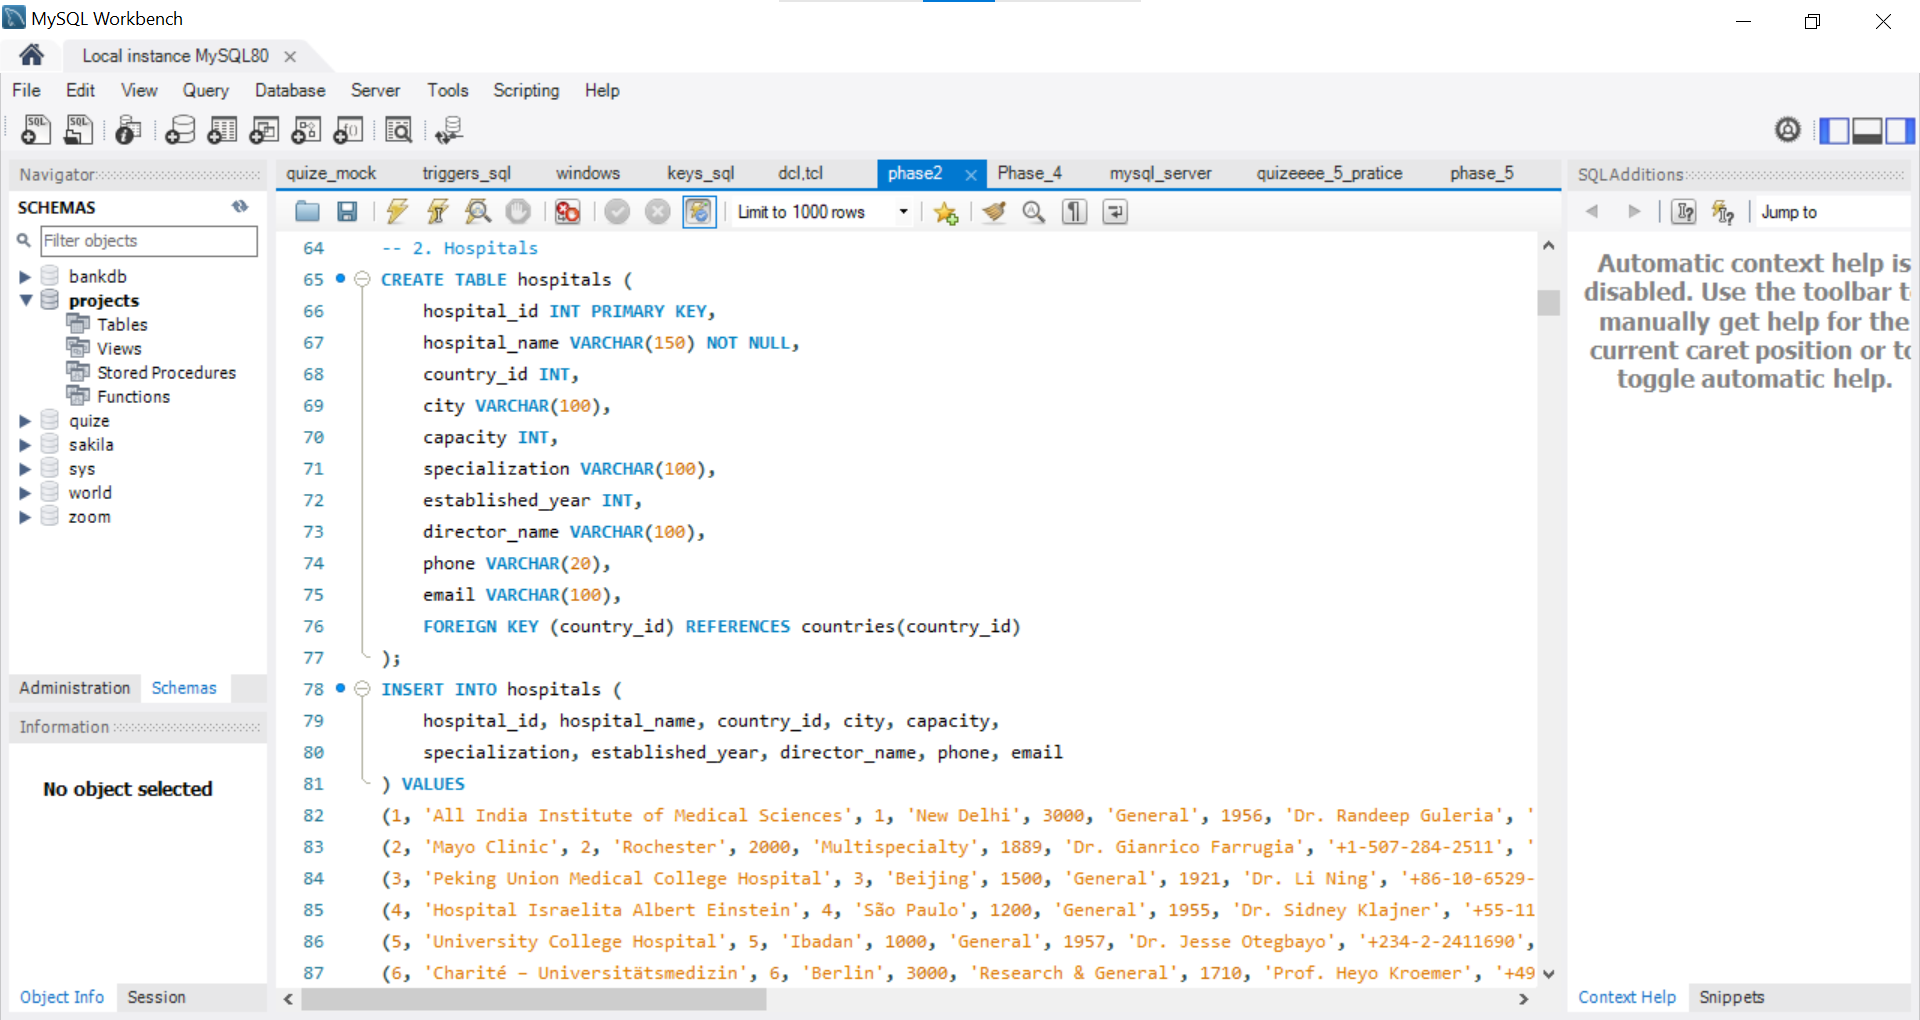 MySQL Workbench
Local instance MySQL80
File Edit View Query Database Server Tools Scripting Help
Navigator
SCHEMAS
Filter objects
bankdb
projects
Tables
Views
Stored Procedures
Functions
quize
sakila
sys
world
zoom
Administration Schemas
Information
No object selected
Object Info Session
quize_mock triggers_sql windows keys_sql dcl,tcl phase2 Phase_4 mysql_server quizeeee_5_pratice phase_5
Limit to 1000 rows
64 -- 2. Hospitals
65 CREATE TABLE hospitals (
66 hospital_id INT PRIMARY KEY,
67 hospital_name VARCHAR(150) NOT NULL,
68 country_id INT,
69 city VARCHAR(100),
70 capacity INT,
71 specialization VARCHAR(100),
72 established_year INT,
73 director_name VARCHAR(100),
74 phone VARCHAR(20),
75 email VARCHAR(100),
76 FOREIGN KEY (country_id) REFERENCES countries(country_id)
77 );
78 INSERT INTO hospitals (
79 hospital_id, hospital_name, country_id, city, capacity,
80 specialization, established_year, director_name, phone, email
81 ) VALUES
82 (1, 'All India Institute of Medical Sciences', 1, 'New Delhi', 3000, 'General', 1956, 'Dr. Randeep Guleria', '
83 (2, 'Mayo Clinic', 2, 'Rochester', 2000, 'Multispecialty', 1889, 'Dr. Gianrico Farrugia', '+1-507-284-2511', '
84 (3, 'Peking Union Medical College Hospital', 3, 'Beijing', 1500, 'General', 1921, 'Dr. Li Ning', '+86-10-6529-
85 (4, 'Hospital Israelita Albert Einstein', 4, 'São Paulo', 1200, 'General', 1955, 'Dr. Sidney Klajner', '+55-11
86 (5, 'University College Hospital', 5, 'Ibadan', 1000, 'General', 1957, 'Dr. Jesse Otegbayo', '+234-2-2411690',
87 (6, 'Charité – Universitätsmedizin', 6, 'Berlin', 3000, 'Research & General', 1710, 'Prof. Heyo Kroemer', '+49
SQLAdditions
Jump to
Automatic context help is
disabled. Use the toolbar t
manually get help for the
current caret position or to
toggle automatic help.
Context Help Snippets